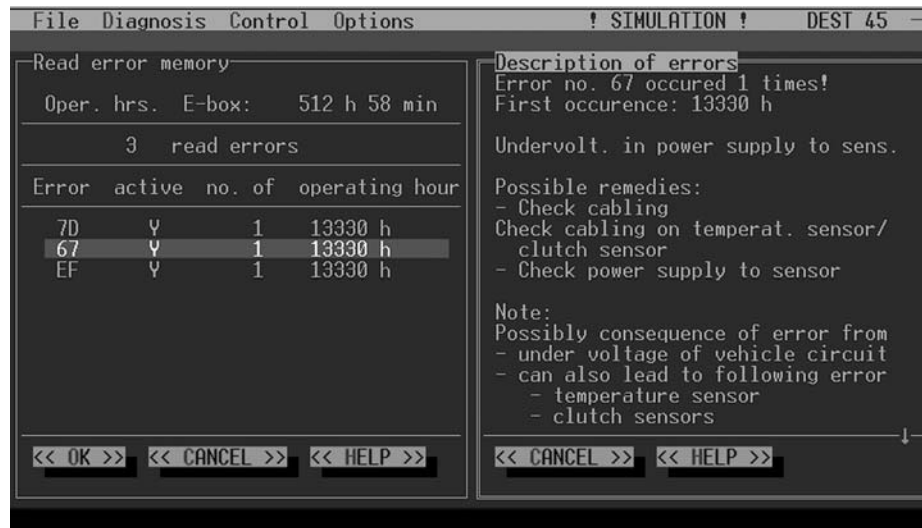 File Diagnosis Control Options ! SIMULATION ! DEST 45
Read error memory
Oper. hrs. E-box: 512 h 58 min
3 read errors
Error active no. of operating hour
7D Y 1 13330 h
67 Y 1 13330 h
EF Y 1 13330 h
<< OK >> << CANCEL >> << HELP >>
Description of errors
Error no. 67 occured 1 times!
First occurence: 13330 h
Undervolt. in power supply to sens.
Possible remedies:
- Check cabling
Check cabling on temperat. sensor/
clutch sensor
- Check power supply to sensor
Note:
Possibly consequence of error from
- under voltage of vehicle circuit
- can also lead to following error
- temperature sensor
- clutch sensors
<< CANCEL >> << HELP >>